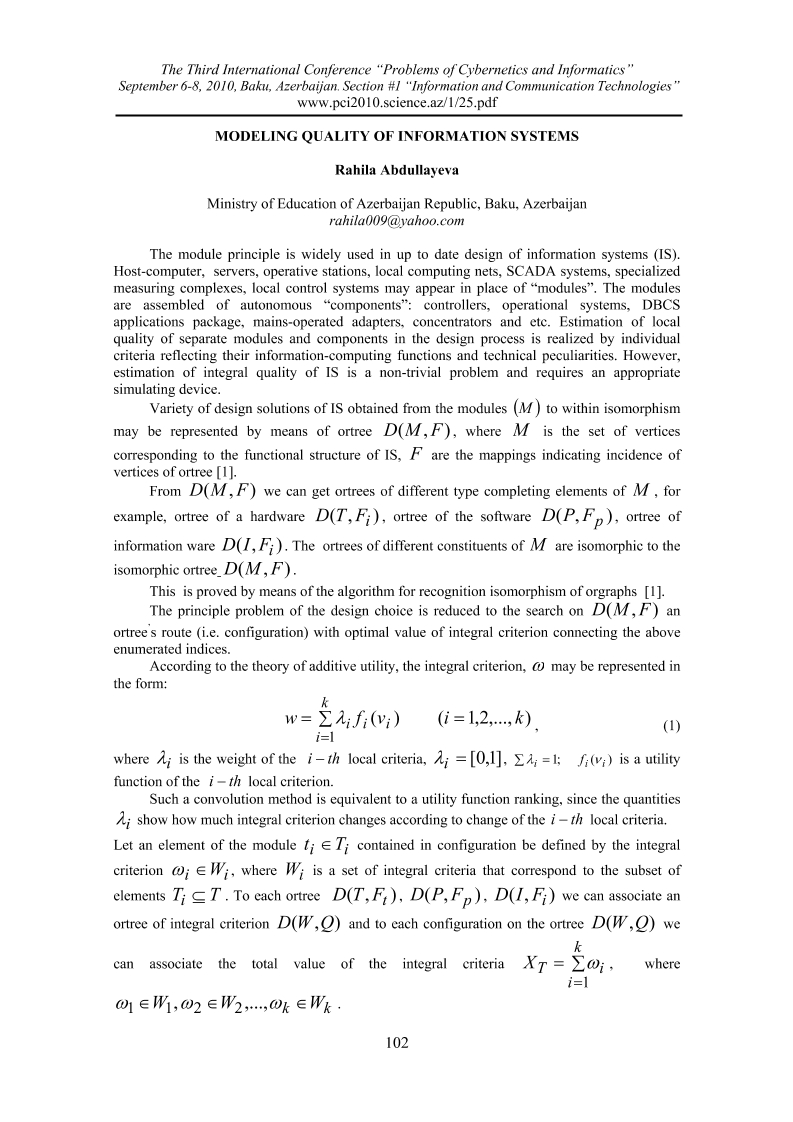 The Third International Conference “Problems of Cybernetics and Informatics”
September 6-8, 2010, Baku, Azerbaijan. Section #1 “Information and Communication Technologies”
www.pci2010.science.az/1/25.pdf
MODELING QUALITY OF INFORMATION SYSTEMS
Rahila Abdullayeva
Ministry of Education of Azerbaijan Republic, Baku, Azerbaijan
rahila009@yahoo.com
The module principle is widely used in up to date design of information systems (IS).
Host-computer, servers, operative stations, local computing nets, SCADA systems, specialized
measuring complexes, local control systems may appear in place of “modules”. The modules
are assembled of autonomous “components”: controllers, operational systems, DBCS
applications package, mains-operated adapters, concentrators and etc. Estimation of local
quality of separate modules and components in the design process is realized by individual
criteria reflecting their information-computing functions and technical peculiarities. However,
estimation of integral quality of IS is a non-trivial problem and requires an appropriate
simulating device.
Variety of design solutions of IS obtained from the modules (M) to within isomorphism
may be represented by means of ortree D(M, F), where M is the set of vertices
corresponding to the functional structure of IS, F are the mappings indicating incidence of
vertices of ortree [1].
From D(M, F) we can get ortrees of different type completing elements of M , for
example, ortree of a hardware D(T, F_i), ortree of the software D(P, F_p), ortree of
information ware D(I, F_i). The ortrees of different constituents of M are isomorphic to the
isomorphic ortree D(M, F).
This is proved by means of the algorithm for recognition isomorphism of orgraphs [1].
The principle problem of the design choice is reduced to the search on D(M, F) an
ortree’s route (i.e. configuration) with optimal value of integral criterion connecting the above
enumerated indices.
According to the theory of additive utility, the integral criterion, ω may be represented in
the form:
w = ∑_{i=1}^{k} λ_i f_i(v_i) (i = 1,2,..., k) , (1)
where λ_i is the weight of the i − th local criteria, λ_i = [0,1], ∑ λ_i = 1; f_i(v_i) is a utility
function of the i − th local criterion.
Such a convolution method is equivalent to a utility function ranking, since the quantities
λ_i show how much integral criterion changes according to change of the i − th local criteria.
Let an element of the module t_i ∈ T_i contained in configuration be defined by the integral
criterion ω_i ∈ W_i, where W_i is a set of integral criteria that correspond to the subset of
elements T_i ⊆ T . To each ortree D(T, F_t), D(P, F_p), D(I, F_i) we can associate an
ortree of integral criterion D(W, Q) and to each configuration on the ortree D(W, Q) we
can associate the total value of the integral criteria X_T = ∑_{i=1}^{k} ω_i , where
ω_1 ∈ W_1, ω_2 ∈ W_2,..., ω_k ∈ W_k .
102